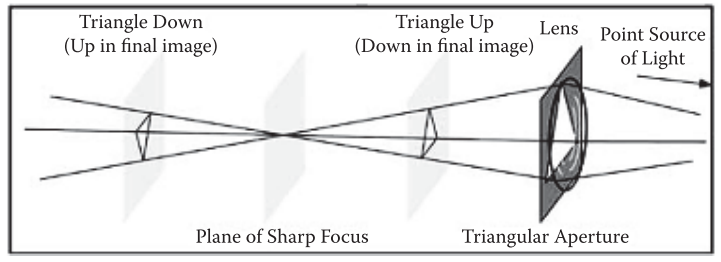 Triangle Down
(Up in final image)
Triangle Up
(Down in final image)
Lens
Point Source
of Light
Plane of Sharp Focus
Triangular Aperture